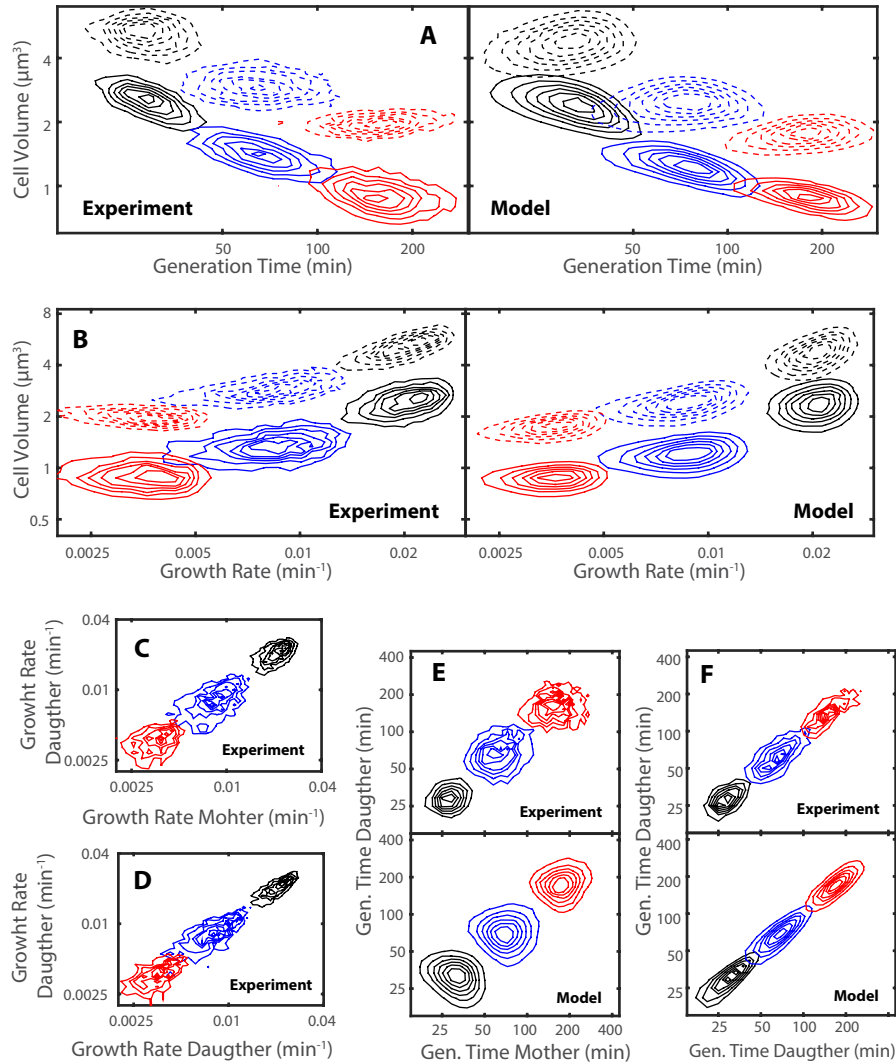 A
Cell Volume (μm³)
4
2
1
Experiment
Model
50
100
200
50
100
200
Generation Time (min)
Generation Time (min)
B
Cell Volume (μm³)
8
4
2
1
0.5
Experiment
Model
0.0025
0.005
0.01
0.02
0.0025
0.005
0.01
0.02
Growth Rate (min⁻¹)
Growth Rate (min⁻¹)
C
Growht Rate
Daugther (min⁻¹)
0.04
0.01
0.0025
Experiment
0.0025
0.01
0.04
Growth Rate Mohter (min⁻¹)
D
Growht Rate
Daugther (min⁻¹)
0.04
0.01
0.0025
Experiment
0.0025
0.01
0.04
Growth Rate Daugther (min⁻¹)
E
Gen. Time Daugther (min)
400
200
100
50
25
Experiment
400
200
100
50
25
Model
25
50
100
200
400
Gen. Time Mother (min)
F
Gen. Time Daugther (min)
400
200
100
50
25
Experiment
400
200
100
50
25
Model
25
50
100
200
400
Gen. Time Daugther (min)